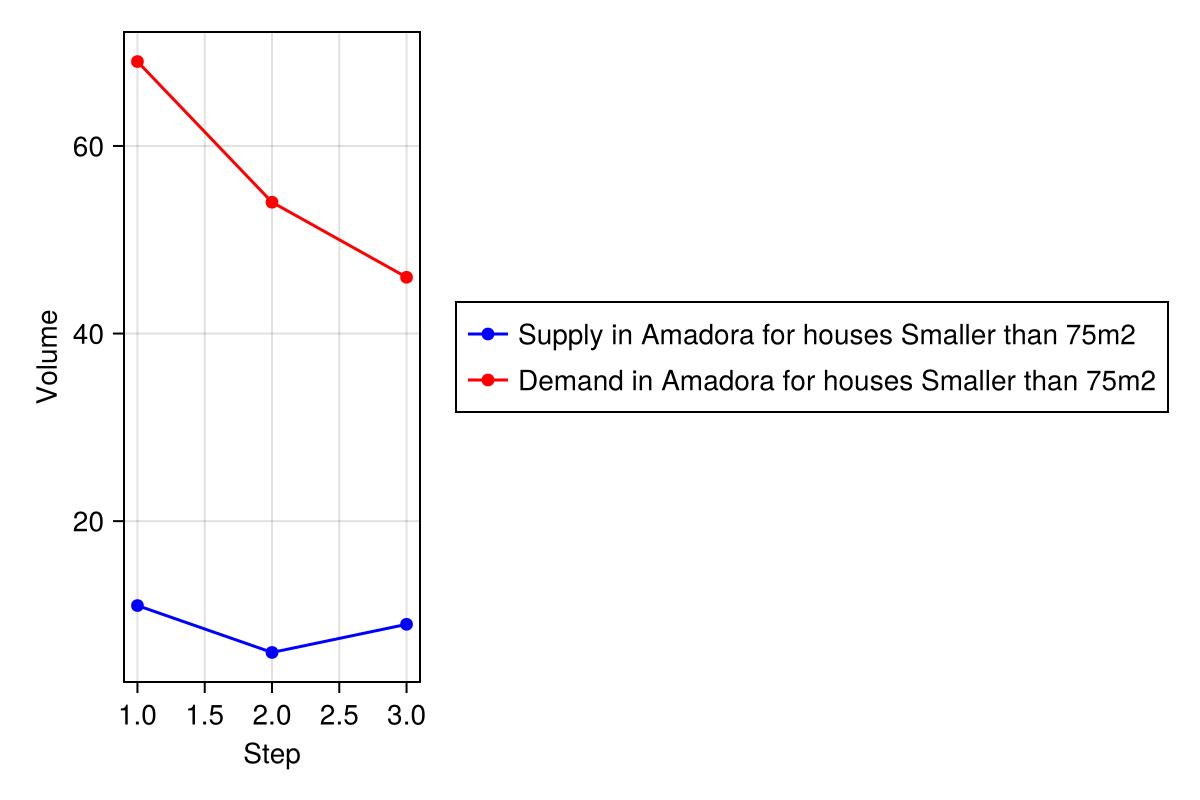 60
40
20
Volume
1.0 1.5 2.0 2.5 3.0
Step
Supply in Amadora for houses Smaller than 75m2
Demand in Amadora for houses Smaller than 75m2